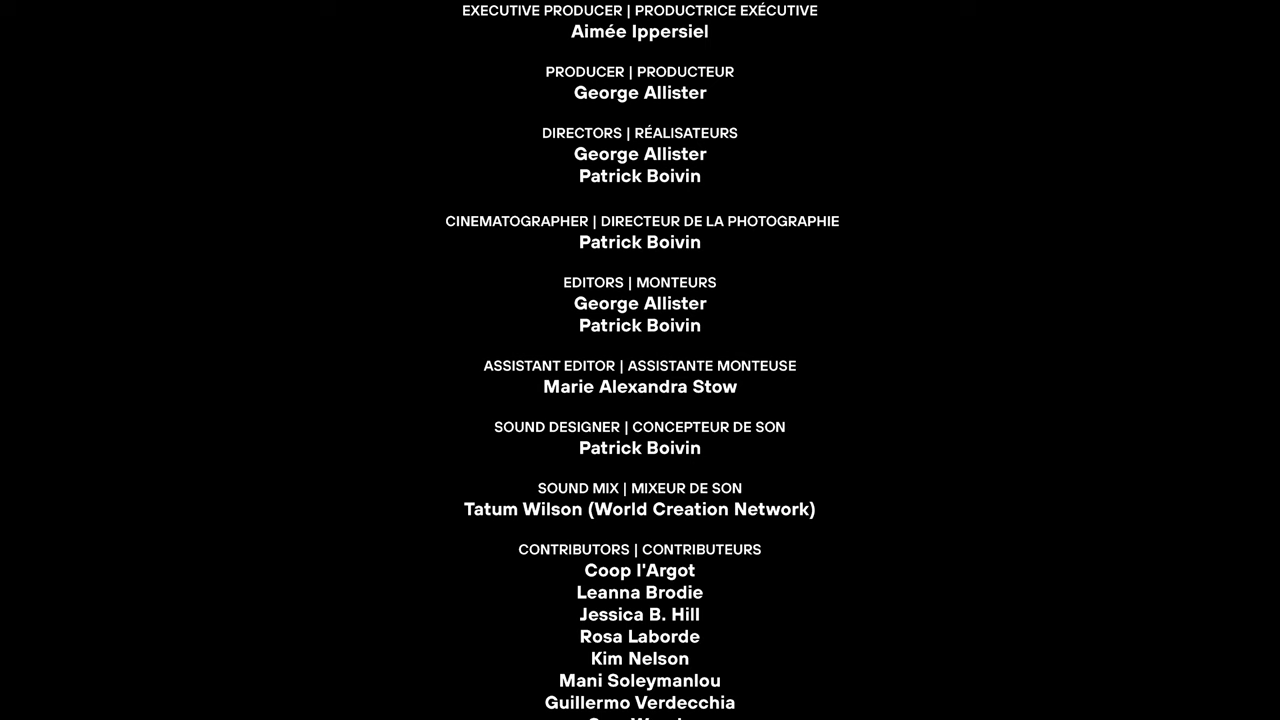 EXECUTIVE PRODUCER | PRODUCTRICE EXÉCUTIVE
Aimée Ippersiel
PRODUCER | PRODUCTEUR
George Allister
DIRECTORS | RÉALISATEURS
George Allister
Patrick Boivin
CINEMATOGRAPHER | DIRECTEUR DE LA PHOTOGRAPHIE
Patrick Boivin
EDITORS | MONTEURS
George Allister
Patrick Boivin
ASSISTANT EDITOR | ASSISTANTE MONTEUSE
Marie Alexandra Stow
SOUND DESIGNER | CONCEPTEUR DE SON
Patrick Boivin
SOUND MIX | MIXEUR DE SON
Tatum Wilson (World Creation Network)
CONTRIBUTORS | CONTRIBUTEURS
Coop l'Argot
Leanna Brodie
Jessica B. Hill
Rosa Laborde
Kim Nelson
Mani Soleymanlou
Guillermo Verdecchia